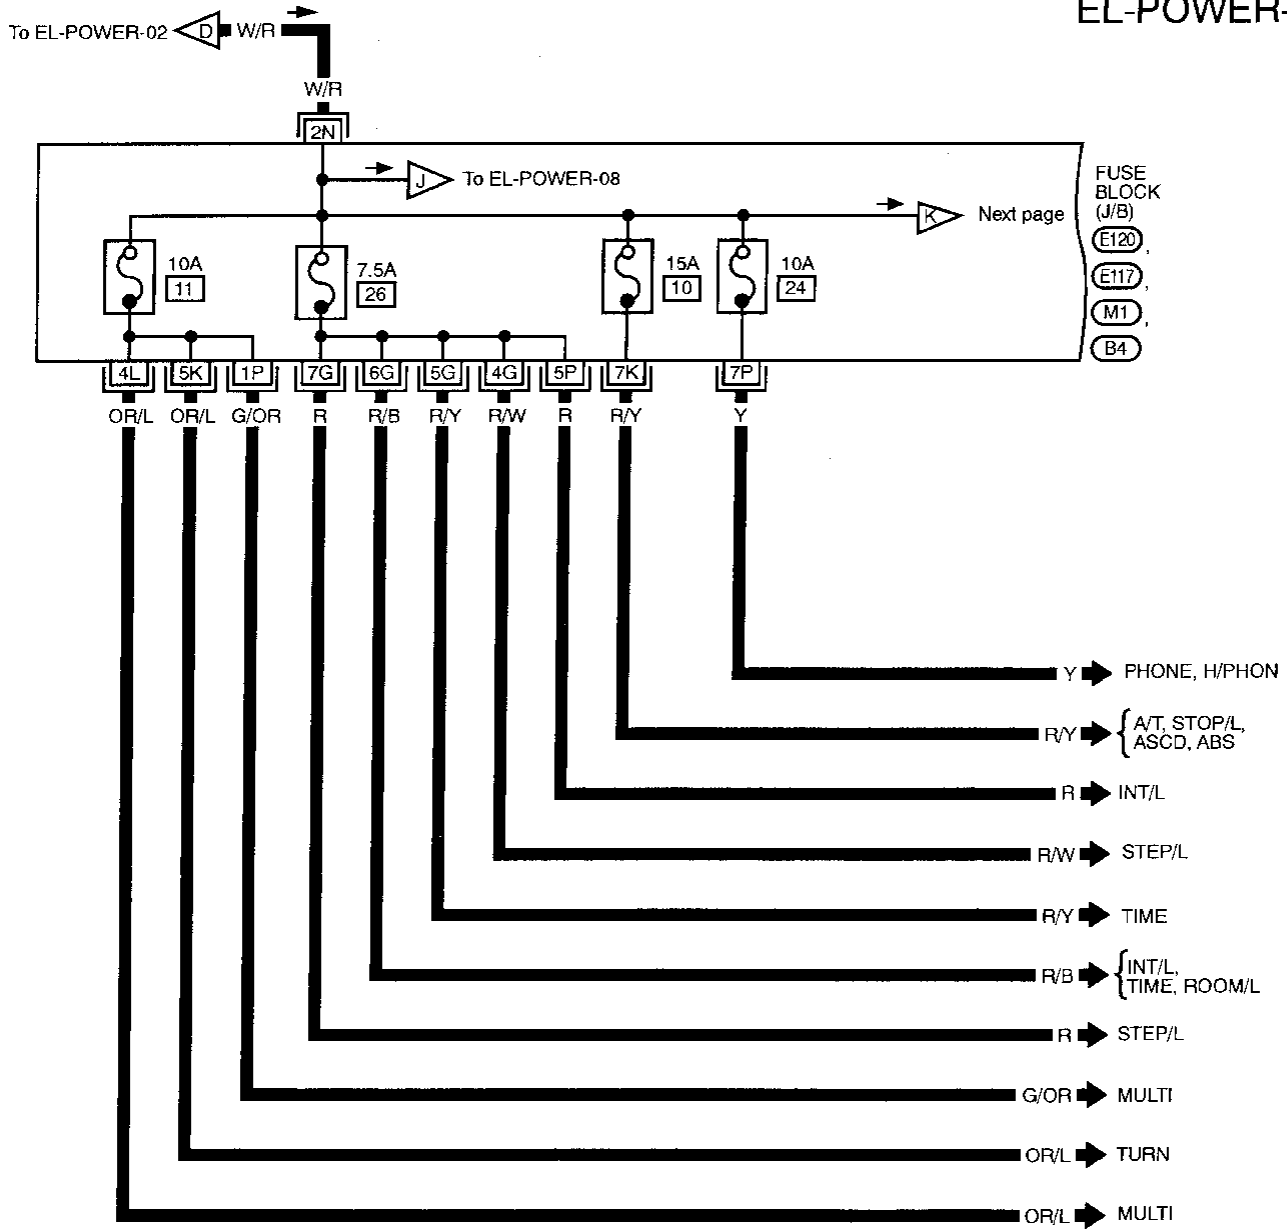 EL-POWER-
To EL-POWER-02 D W/R
W/R
2N
J To EL-POWER-08
K Next page
FUSE
BLOCK
(J/B)
E120 ,
E117 ,
M1 ,
B4
10A
11
7.5A
26
15A
10
10A
24
4L 5K 1P 7G 6G 5G 4G 5P 7K 7P
OR/L OR/L G/OR R R/B R/Y R/W R R/Y Y
Y PHONE, H/PHON
R/Y { A/T, STOP/L,
ASCD, ABS
R INT/L
R/W STEP/L
R/Y TIME
R/B { INT/L,
TIME, ROOM/L
R STEP/L
G/OR MULTI
OR/L TURN
OR/L MULTI